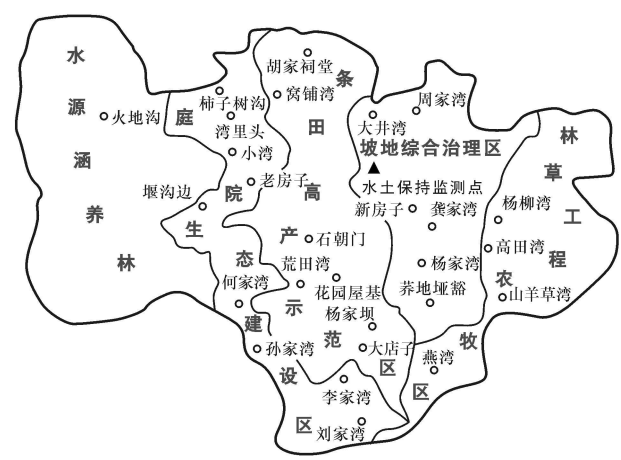 水源涵养林
火地沟
庭院生态建设区
柿子树沟
湾里头
小湾
老房子
堰沟边
何家湾
孙家湾
李家湾
刘家湾
条田高产示范区
胡家祠堂
窝铺湾
石朝门
荒田湾
花园屋基
杨家坝
大店子
坡地综合治理区
周家湾
大井湾
水土保持监测点
新房子
龚家湾
杨家湾
莽地垭豁
林草工程
农牧区
杨柳湾
高田湾
山羊草湾
燕湾